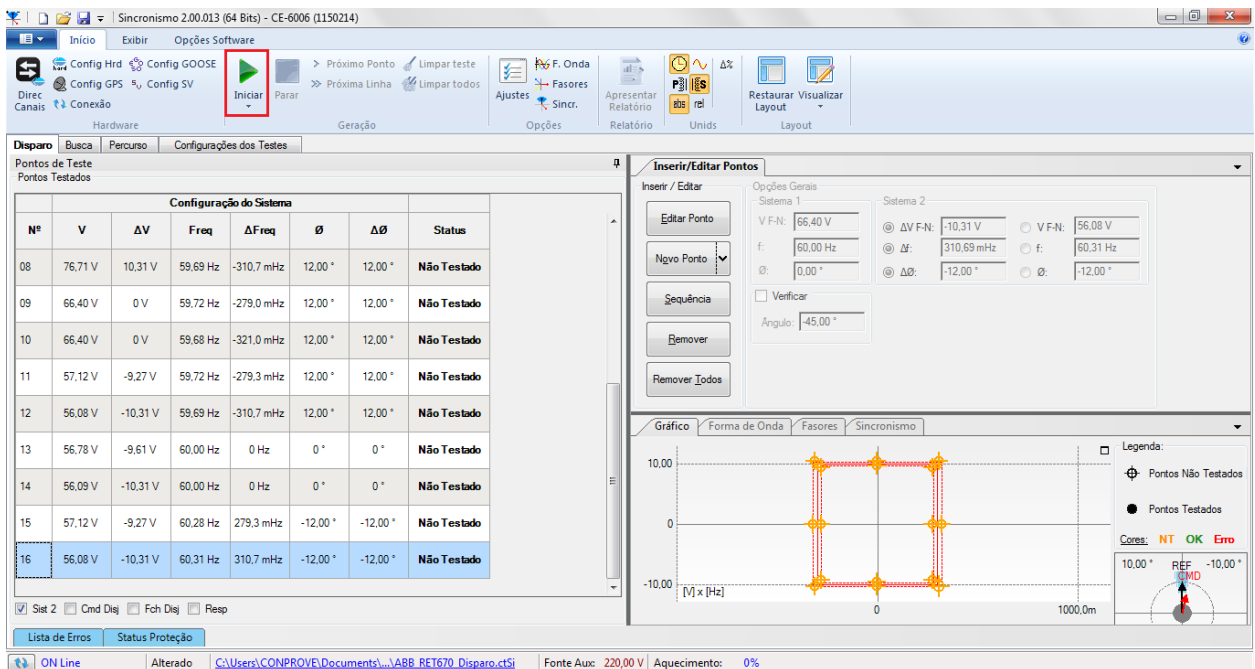 Sincronismo 2.00.013 (64 Bits) - CE-6006 (1150214)
Início Exibir Opções Software
Direc Canais
Config Hrd Config GOOSE
Config GPS Config SV
Conexão
Hardware
Iniciar Parar
Próximo Ponto Limpar teste
Próxima Linha Limpar todos
Geração
Ajustes
F. Onda
Fasores
Sincr.
Opções
Apresentar Relatório
Relatório
Δ%
abs rel
Unids
Restaurar Layout
Visualizar
Layout
Disparo Busca Percurso Configurações dos Testes
Pontos de Teste
Pontos Testados
Configuração do Sistema
Nº V ΔV Freq ΔFreq Ø ΔØ Status
08 76,71 V 10,31 V 59,69 Hz -310,7 mHz 12,00 ° 12,00 ° Não Testado
09 66,40 V 0 V 59,72 Hz -279,0 mHz 12,00 ° 12,00 ° Não Testado
10 66,40 V 0 V 59,68 Hz -321,0 mHz 12,00 ° 12,00 ° Não Testado
11 57,12 V -9,27 V 59,72 Hz -279,3 mHz 12,00 ° 12,00 ° Não Testado
12 56,08 V -10,31 V 59,69 Hz -310,7 mHz 12,00 ° 12,00 ° Não Testado
13 56,78 V -9,61 V 60,00 Hz 0 Hz 0 ° 0 ° Não Testado
14 56,09 V -10,31 V 60,00 Hz 0 Hz 0 ° 0 ° Não Testado
15 57,12 V -9,27 V 60,28 Hz 279,3 mHz -12,00 ° -12,00 ° Não Testado
16 56,08 V -10,31 V 60,31 Hz 310,7 mHz -12,00 ° -12,00 ° Não Testado
Sist 2 Cmd Disj Fch Disj Resp
Inserir/Editar Pontos
Inserir / Editar
Editar Ponto
Novo Ponto
Sequência
Remover
Remover Todos
Opções Gerais
Sistema 1
V F-N: 66,40 V
f: 60,00 Hz
Ø: 0,00 °
Sistema 2
ΔV F-N: -10,31 V V F-N: 56,08 V
Δf: 310,69 mHz f: 60,31 Hz
ΔØ: -12,00 ° Ø: -12,00 °
Verificar
Ângulo: -45,00 °
Gráfico Forma de Onda Fasores Sincronismo
10,00
0
-10,00
[V] x [Hz]
0 1000,0m
Legenda:
Pontos Não Testados
Pontos Testados
Cores: NT OK Erro
10,00 ° REF -10,00 °
CMD
Lista de Erros Status Proteção
ON Line Alterado C:\Users\CONPROVE\Documents\...\ABB_RET670_Disparo.ctSi Fonte Aux: 220,00 V Aquecimento: 0%